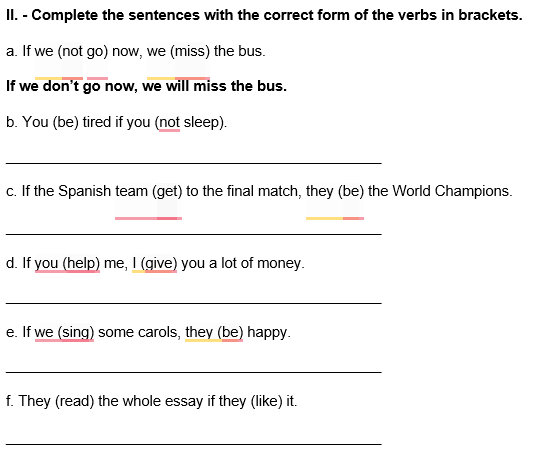 II. - Complete the sentences with the correct form of the verbs in brackets.
a. If we (not go) now, we (miss) the bus.
If we don't go now, we will miss the bus.
b. You (be) tired if you (not sleep).
c. If the Spanish team (get) to the final match, they (be) the World Champions.
d. If you (help) me, I (give) you a lot of money.
e. If we (sing) some carols, they (be) happy.
f. They (read) the whole essay if they (like) it.